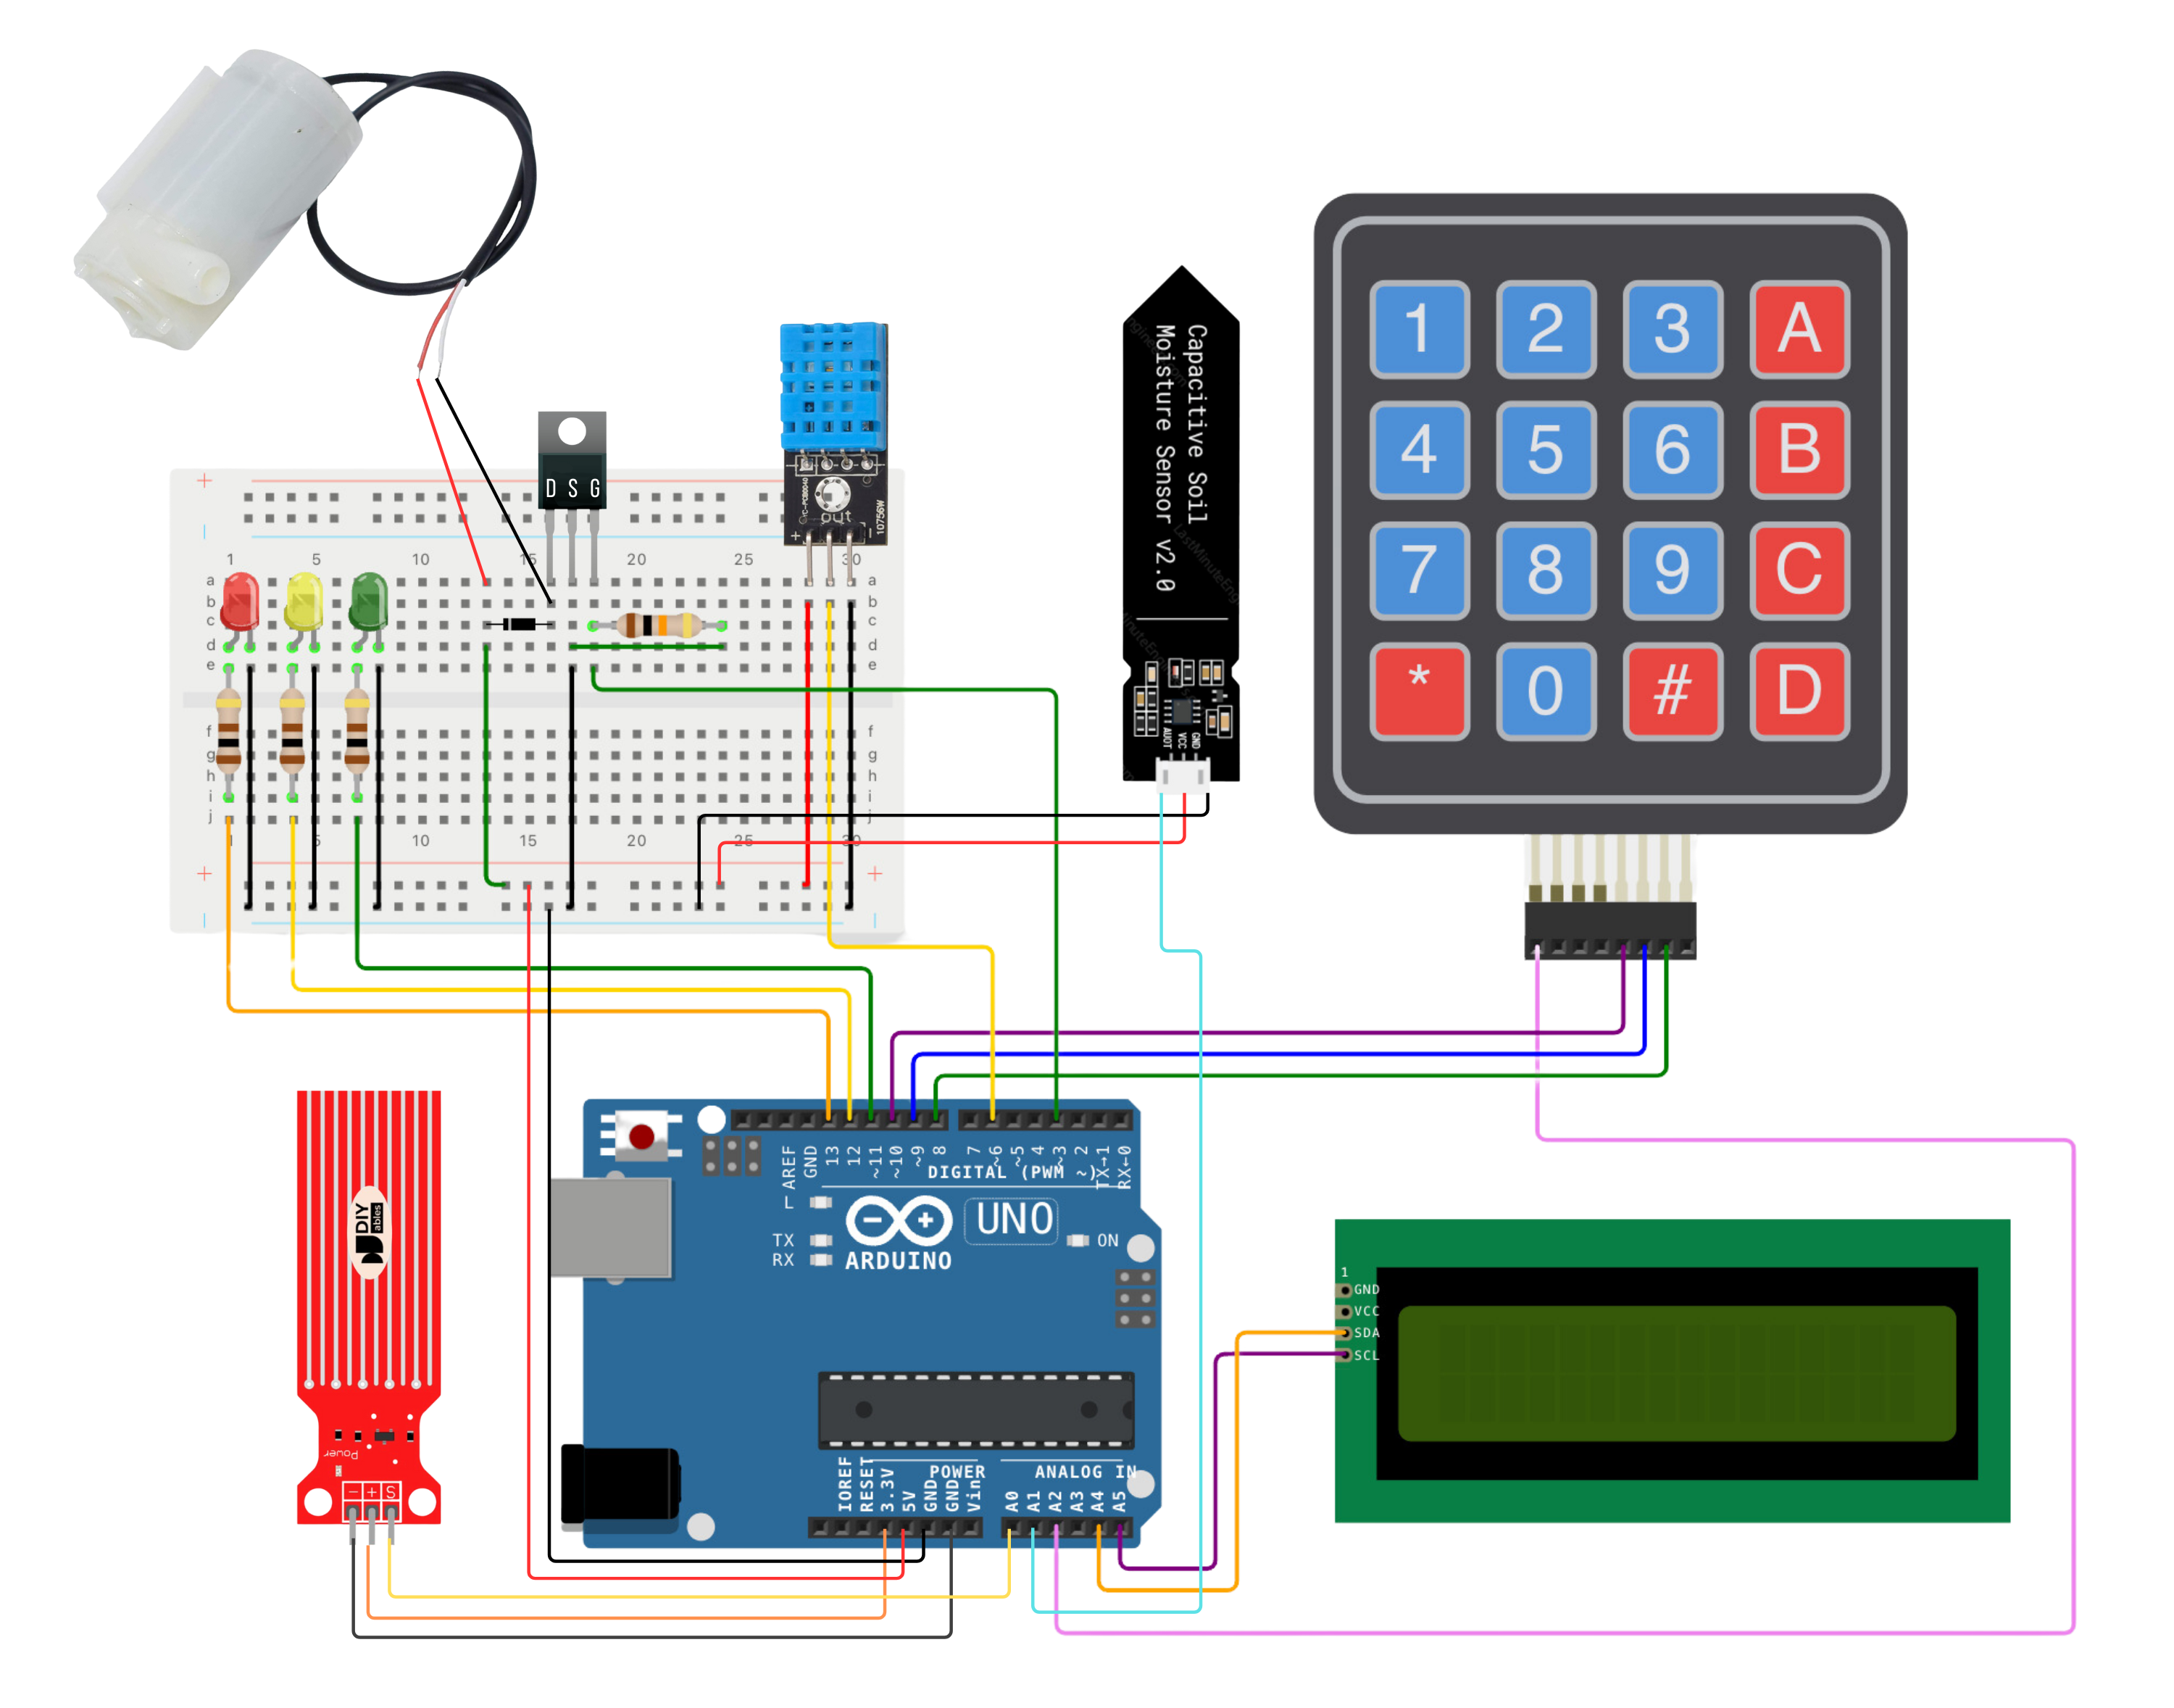 Capacitive Soil
Moisture Sensor v2.0
LastMinuteEng
AUOT
VCC
GND
1 2 3 A
4 5 6 B
7 8 9 C
* 0 # D
D S G
out
+ -
10756W
+
1 5 10 15 20 25 30
a a
b b
c c
d d
e e
f f
g g
h h
i i
j j
1 5 10 15 20 25 30
+ +
DIY
ables
Power
- + S
AREF
GND
13
12
~11
~10
~9
8
7
~6
~5
4
~3
2
TX→1
RX←0
DIGITAL (PWM ~)
L
TX
RX
ON
UNO
ARDUINO
IOREF
RESET
3.3V
5V
GND
GND
Vin
POWER
ANALOG IN
A0
A1
A2
A3
A4
A5
1
GND
VCC
SDA
SCL